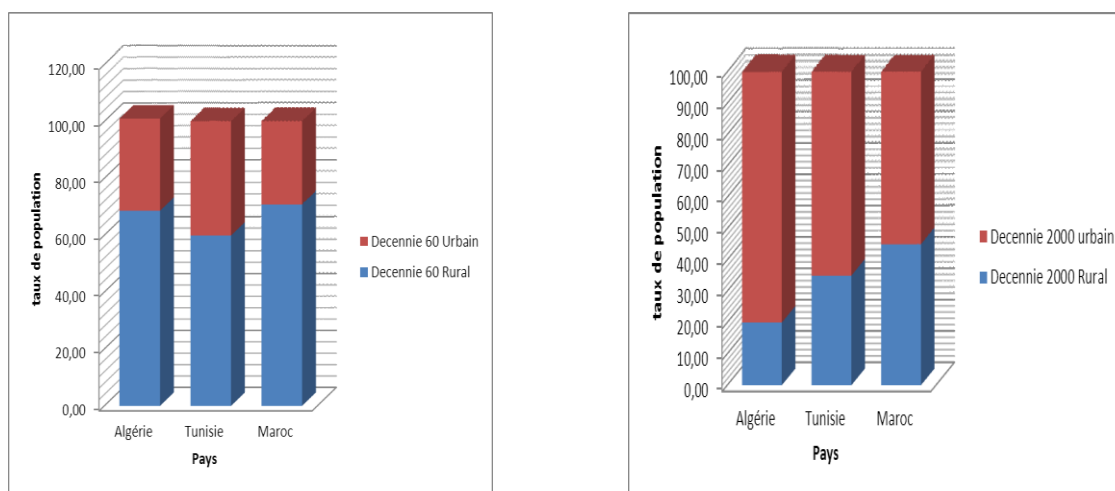 taux de population
120,00
100,00
80,00
60,00
40,00
20,00
0,00
Algérie Tunisie Maroc
Pays
Decennie 60 Urbain
Decennie 60 Rural
taux de population
100,00
90,00
80,00
70,00
60,00
50,00
40,00
30,00
20,00
10,00
0,00
Algérie Tunisie Maroc
Pays
Decennie 2000 urbain
Decennie 2000 Rural